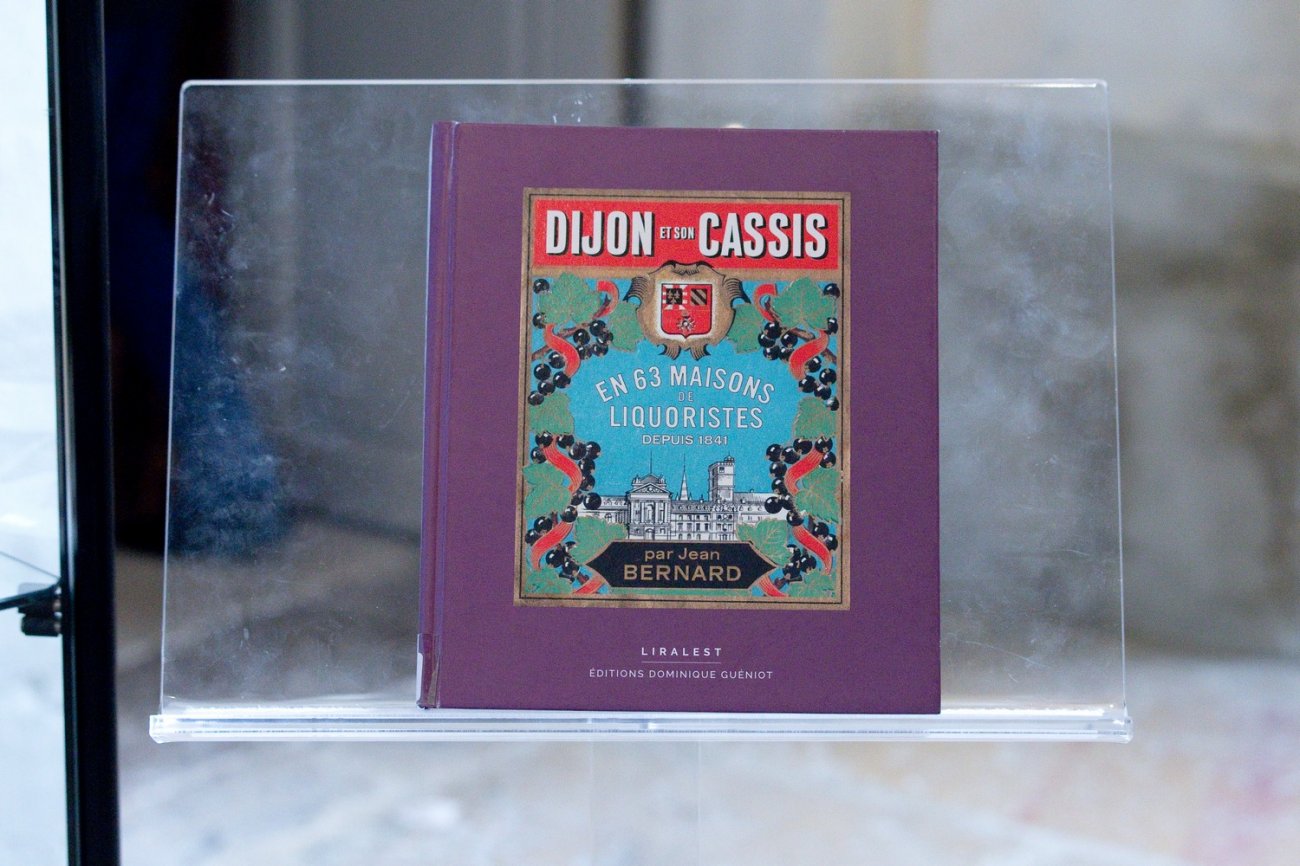 DIJON ET SON CASSIS
EN 63 MAISONS
DE
LIQUORISTES
DEPUIS 1841
par Jean
BERNARD
LIRALEST
ÉDITIONS DOMINIQUE GUÉNIOT